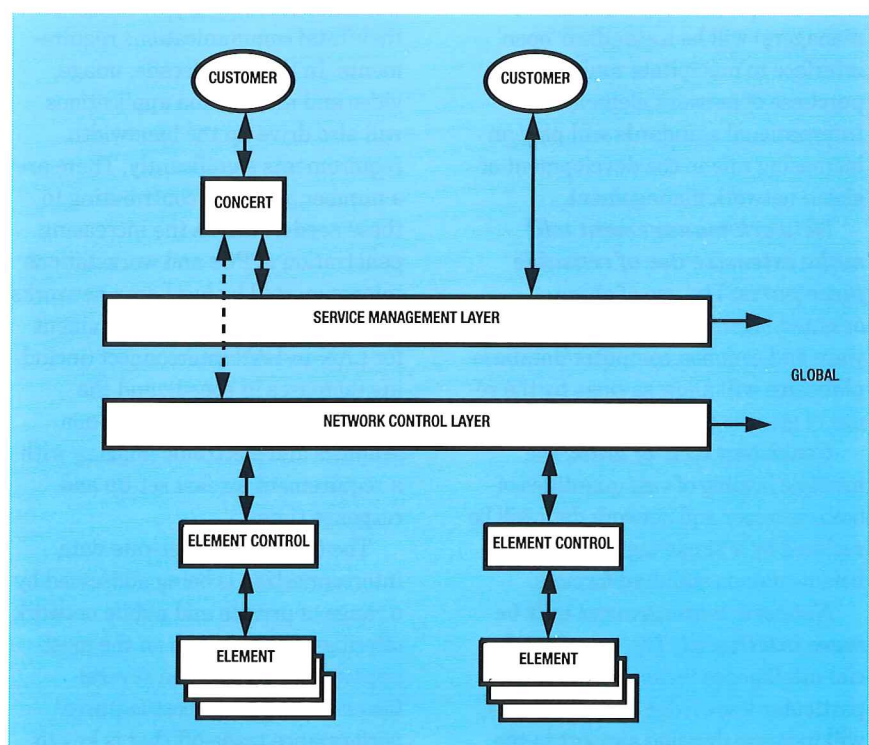 CUSTOMER
CUSTOMER
CONCERT
SERVICE MANAGEMENT LAYER
GLOBAL
NETWORK CONTROL LAYER
ELEMENT CONTROL
ELEMENT CONTROL
ELEMENT
ELEMENT